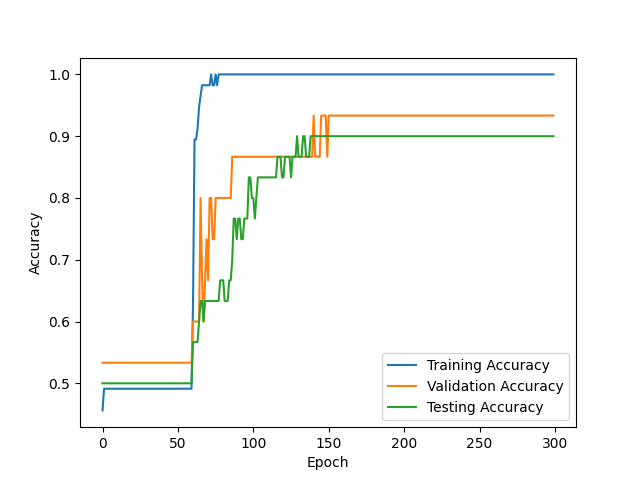 1.0
0.9
0.8
0.7
0.6
0.5
Accuracy
0
50
100
150
200
250
300
Epoch
Training Accuracy
Validation Accuracy
Testing Accuracy